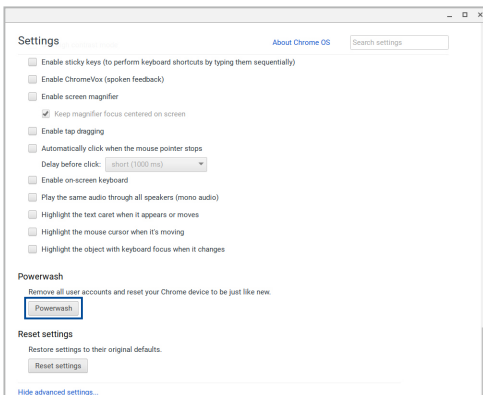 Settings
About Chrome OS
Search settings
Enable sticky keys (to perform keyboard shortcuts by typing them sequentially)
Enable ChromeVox (spoken feedback)
Enable screen magnifier
Keep magnifier focus centered on screen
Enable tap dragging
Automatically click when the mouse pointer stops
Delay before click: short (1000 ms)
Enable on-screen keyboard
Play the same audio through all speakers (mono audio)
Highlight the text caret when it appears or moves
Highlight the mouse cursor when it's moving
Highlight the object with keyboard focus when it changes
Powerwash
Remove all user accounts and reset your Chrome device to be just like new.
Powerwash
Reset settings
Restore settings to their original defaults.
Reset settings
Hide advanced settings...